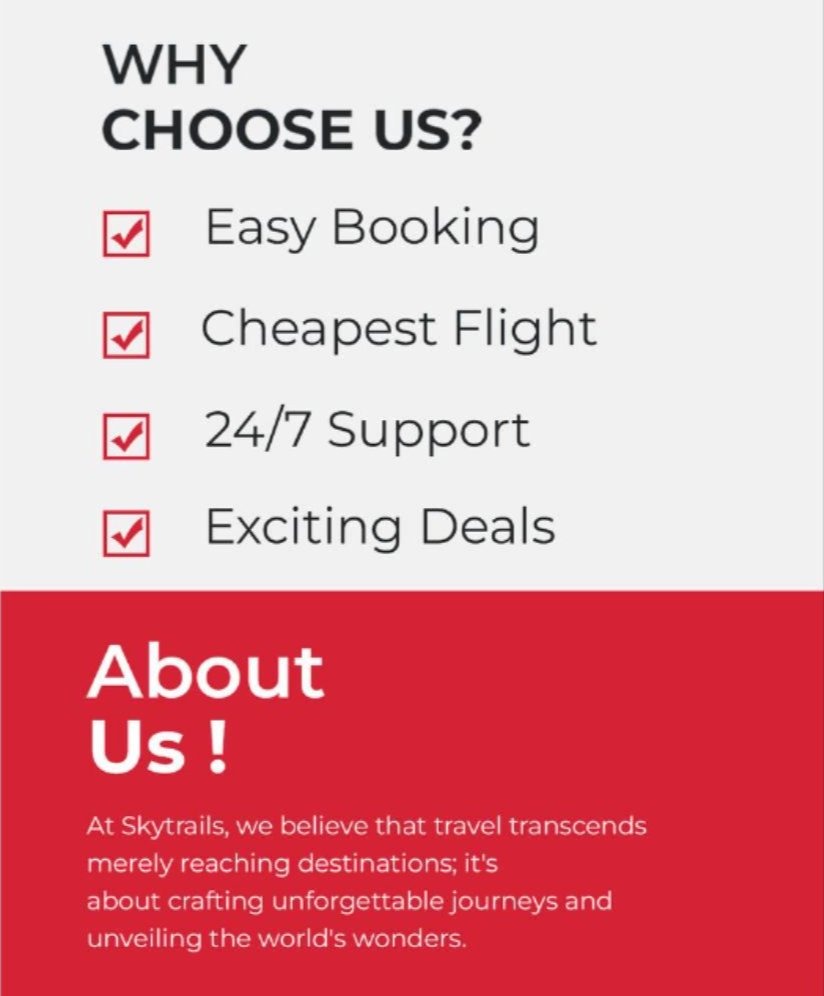 WHY
CHOOSE US?
Easy Booking
Cheapest Flight
24/7 Support
Exciting Deals
About
Us !
At Skytrails, we believe that travel transcends
merely reaching destinations; it's
about crafting unforgettable journeys and
unveiling the world's wonders.